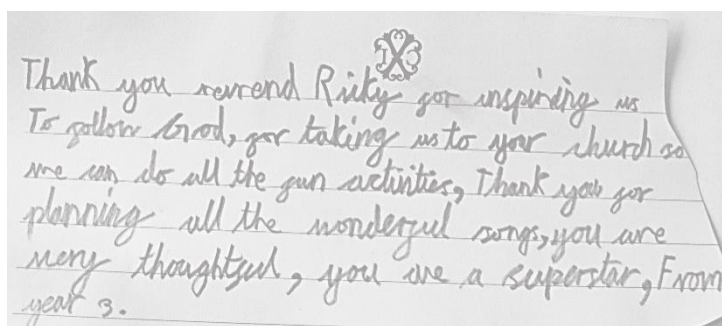 Thank you revrend Ricky for inspireing us
To follow God, for taking us to your church so
we can do all the fun activities, Thank you for
planning all the wonderful songs, you are
very thoughtful, you are a superstar, From
year 3.